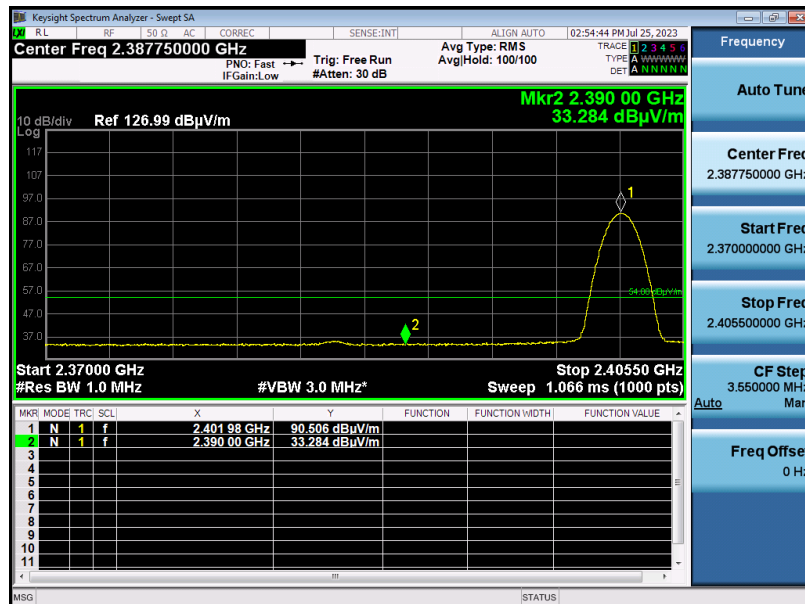 Keysight Spectrum Analyzer - Swept SA
RL RF 50 Ω AC CORREC SENSE:INT ALIGN AUTO 02:54:44 PM Jul 25, 2023
Center Freq 2.387750000 GHz
PNO: Fast
IFGain:Low
Trig: Free Run
#Atten: 30 dB
Avg Type: RMS
Avg|Hold: 100/100
TRACE 1 2 3 4 5 6
TYPE A WWWWW
DET A N N N N N
Mkr2 2.390 00 GHz
33.284 dBµV/m
10 dB/div Ref 126.99 dBµV/m
Log
117
107
97.0
87.0
77.0
67.0
57.0
47.0
37.0
1
54.00 dBµV/m
2
Start 2.37000 GHz Stop 2.40550 GHz
#Res BW 1.0 MHz #VBW 3.0 MHz* Sweep 1.066 ms (1000 pts)
MKR MODE TRC SCL X Y FUNCTION FUNCTION WIDTH FUNCTION VALUE
1 N 1 f 2.401 98 GHz 90.506 dBµV/m
2 N 1 f 2.390 00 GHz 33.284 dBµV/m
3
4
5
6
7
8
9
10
11
MSG STATUS
Frequency
Auto Tune
Center Freq
2.387750000 GHz
Start Freq
2.370000000 GHz
Stop Freq
2.405500000 GHz
CF Step
3.550000 MHz
Auto Man
Freq Offset
0 Hz